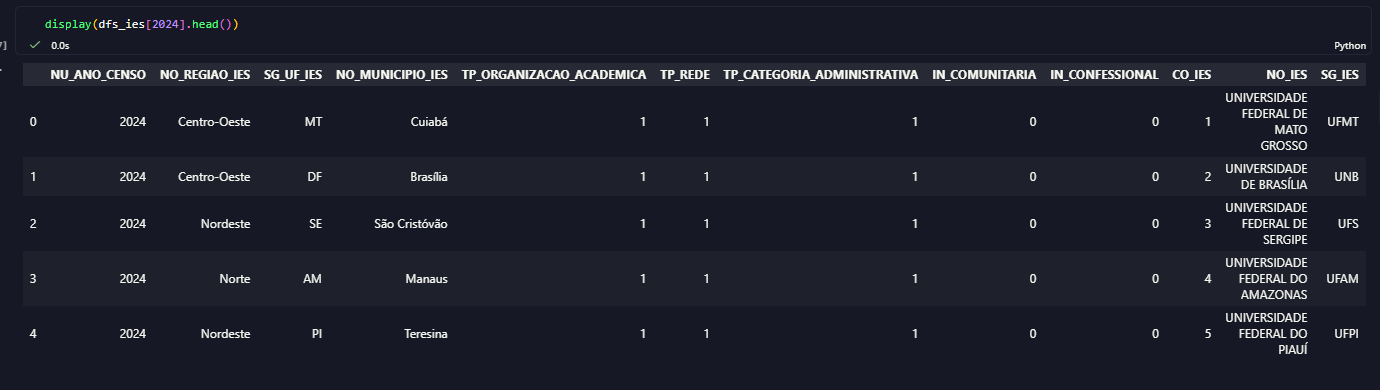 display(dfs_ies[2024].head())
7]
0.0s
Python
NU_ANO_CENSO NO_REGIAO_IES SG_UF_IES NO_MUNICIPIO_IES TP_ORGANIZACAO_ACADEMICA TP_REDE TP_CATEGORIA_ADMINISTRATIVA IN_COMUNITARIA IN_CONFESSIONAL CO_IES NO_IES SG_IES
0 2024 Centro-Oeste MT Cuiabá 1 1 1 0 0 1 UNIVERSIDADE FEDERAL DE MATO GROSSO UFMT
1 2024 Centro-Oeste DF Brasília 1 1 1 0 0 2 UNIVERSIDADE DE BRASÍLIA UNB
2 2024 Nordeste SE São Cristóvão 1 1 1 0 0 3 UNIVERSIDADE FEDERAL DE SERGIPE UFS
3 2024 Norte AM Manaus 1 1 1 0 0 4 UNIVERSIDADE FEDERAL DO AMAZONAS UFAM
4 2024 Nordeste PI Teresina 1 1 1 0 0 5 UNIVERSIDADE FEDERAL DO PIAUÍ UFPI